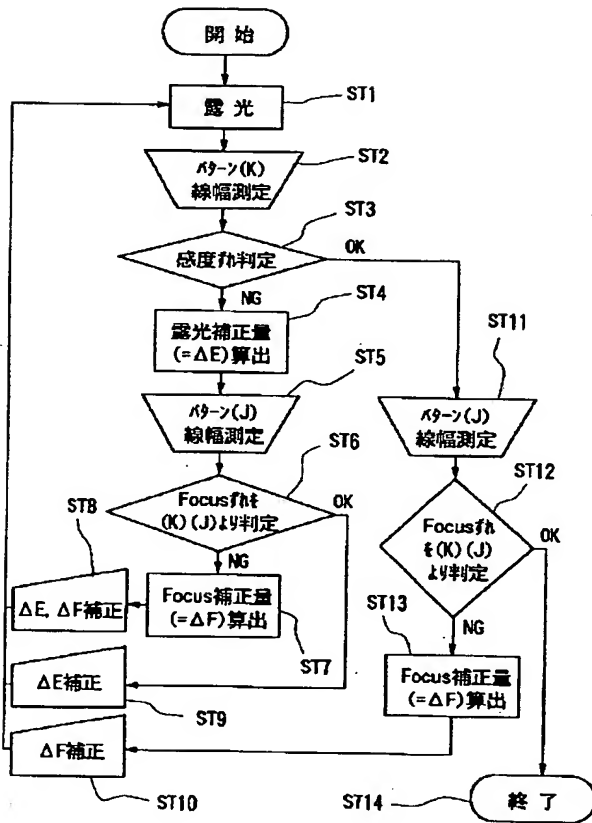 開始
露光
ST1
パターン(K)
線幅測定
ST2
感度ずれ判定
ST3
OK
NG
露光補正量
(=ΔE)算出
ST4
パターン(J)
線幅測定
ST5
Focusずれを
(K)(J)より判定
ST6
OK
NG
Focus補正量
(=ΔF)算出
ST7
ΔE, ΔF補正
ST8
ΔE補正
ST9
ΔF補正
ST10
パターン(J)
線幅測定
ST11
Focusずれ
を(K)(J)
より判定
ST12
OK
NG
Focus補正量
(=ΔF)算出
ST13
終了
ST14